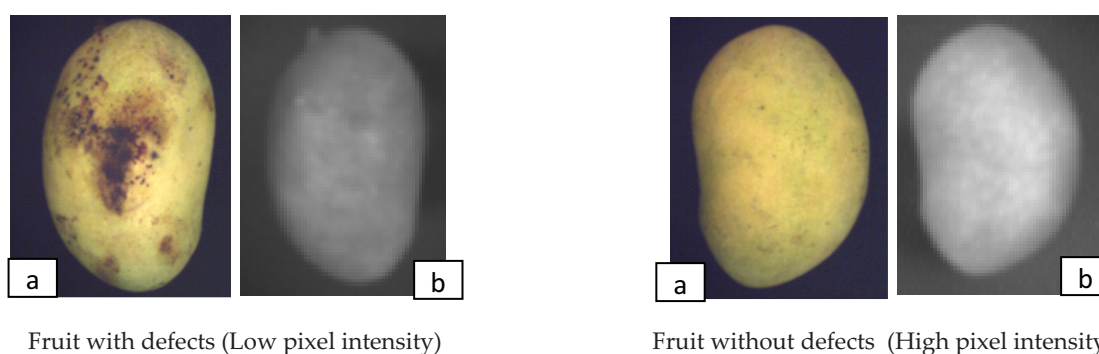 a
b
a
b
Fruit with defects (Low pixel intensity)
Fruit without defects (High pixel intensity